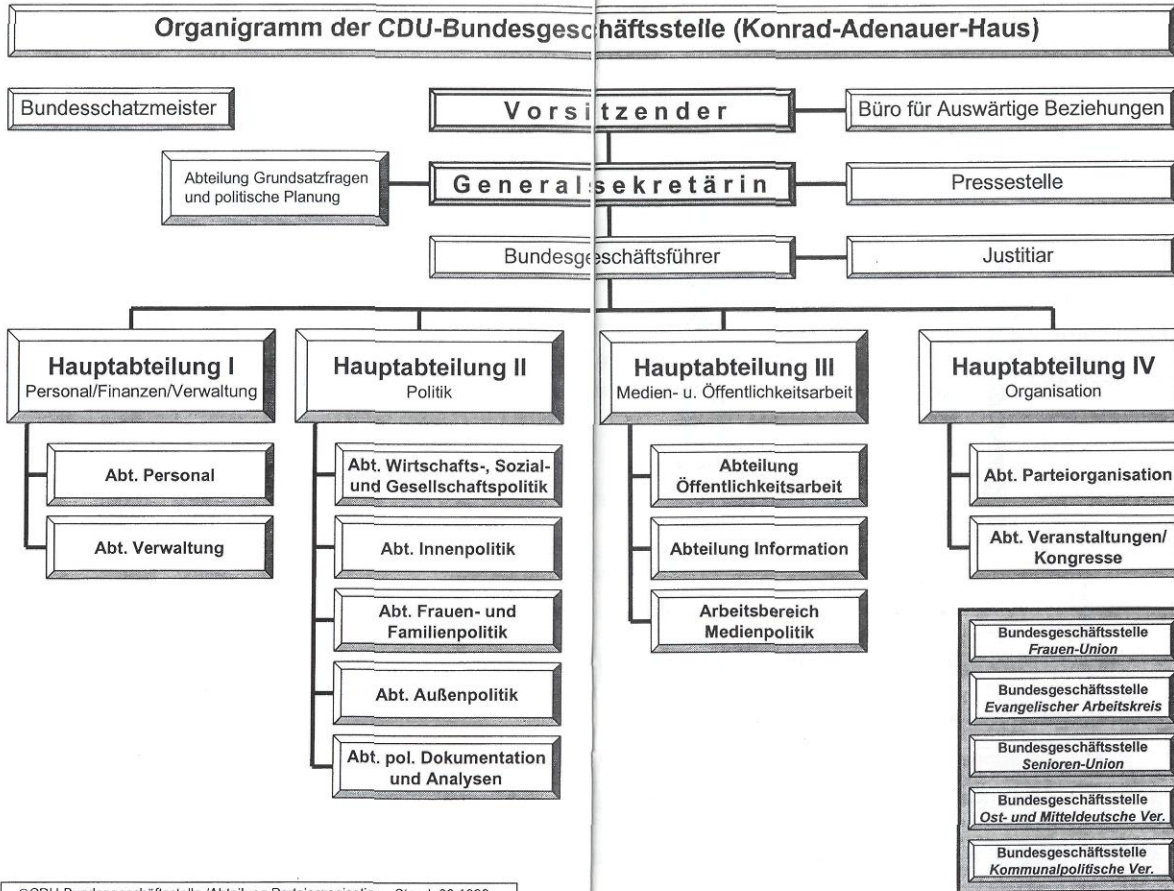 Organigramm der CDU-Bundesgeschäftsstelle (Konrad-Adenauer-Haus)
Bundesschatzmeister
Vorsitzender
Büro für Auswärtige Beziehungen
Abteilung Grundsatzfragen
und politische Planung
Generalsekretärin
Pressestelle
Bundesgeschäftsführer
Justitiar
Hauptabteilung I
Personal/Finanzen/Verwaltung
Abt. Personal
Abt. Verwaltung
Hauptabteilung II
Politik
Abt. Wirtschafts-, Sozial-
und Gesellschaftspolitik
Abt. Innenpolitik
Abt. Frauen- und
Familienpolitik
Abt. Außenpolitik
Abt. pol. Dokumentation
und Analysen
Hauptabteilung III
Medien- u. Öffentlichkeitsarbeit
Abteilung
Öffentlichkeitsarbeit
Abteilung Information
Arbeitsbereich
Medienpolitik
Hauptabteilung IV
Organisation
Abt. Parteiorganisation
Abt. Veranstaltungen/
Kongresse
Bundesgeschäftsstelle
Frauen-Union
Bundesgeschäftsstelle
Evangelischer Arbeitskreis
Bundesgeschäftsstelle
Senioren-Union
Bundesgeschäftsstelle
Ost- und Mitteldeutsche Ver.
Bundesgeschäftsstelle
Kommunalpolitische Ver.
©CDU-Bundesgeschäftsstelle/Abteilung